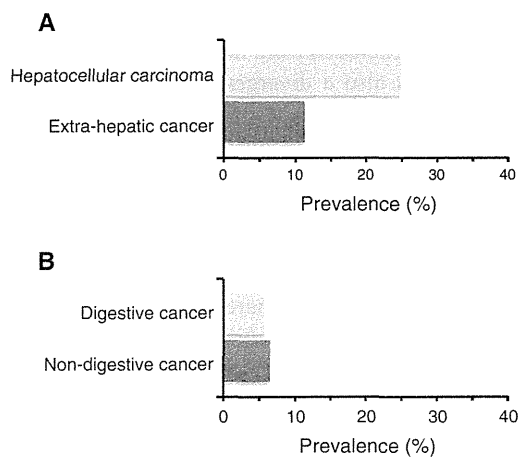 A
Hepatocellular carcinoma
Extra-hepatic cancer
0 10 20 30 40
Prevalence (%)
B
Digestive cancer
Non-digestive cancer
0 10 20 30 40
Prevalence (%)